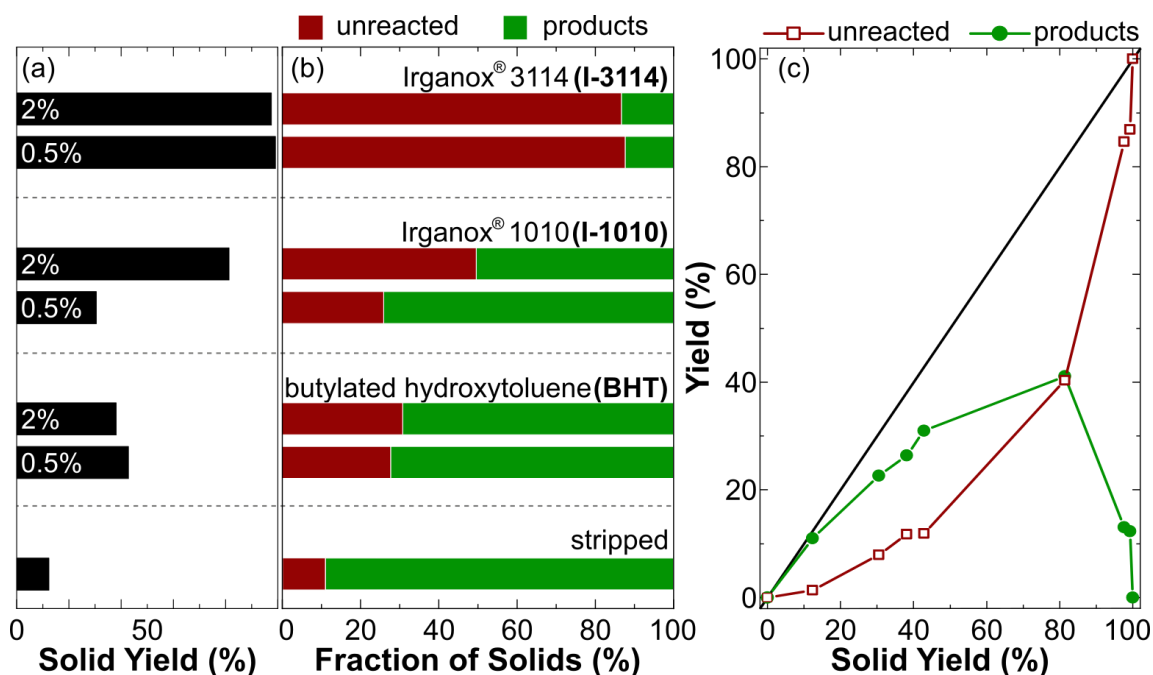 unreacted products
(a)
2%
0.5%
2%
0.5%
2%
0.5%
0 50
Solid Yield (%)
(b)
Irganox® 3114 (I-3114)
Irganox® 1010 (I-1010)
butylated hydroxytoluene (BHT)
stripped
0 20 40 60 80 100
Fraction of Solids (%)
unreacted products
(c)
100
80
60
40
20
0
Yield (%)
0 20 40 60 80 100
Solid Yield (%)